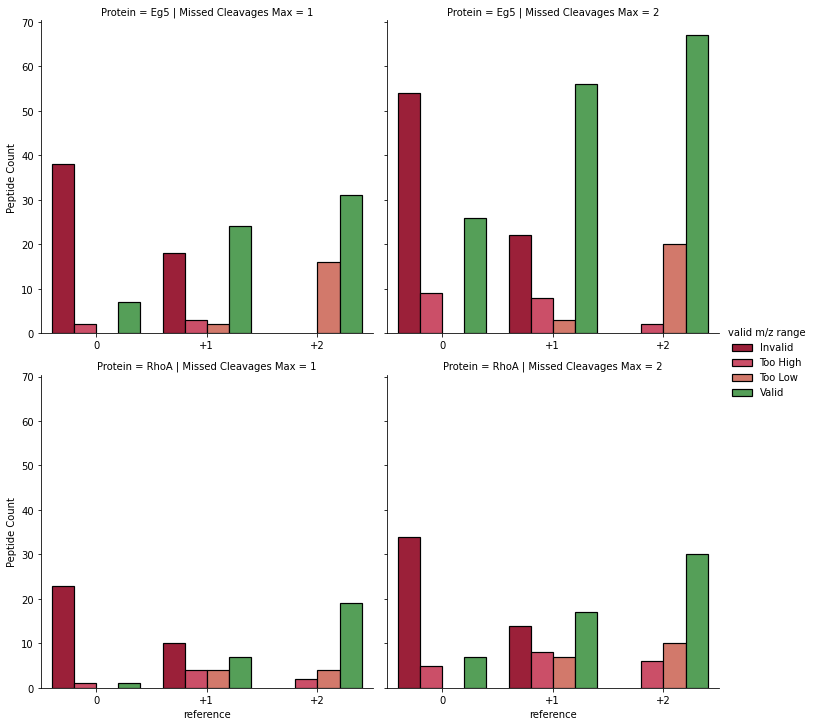 Protein = Eg5 | Missed Cleavages Max = 1
Protein = Eg5 | Missed Cleavages Max = 2
70
60
50
40
30
20
10
0
Peptide Count
0
+1
+2
0
+1
+2
valid m/z range
Invalid
Too High
Too Low
Valid
Protein = RhoA | Missed Cleavages Max = 1
Protein = RhoA | Missed Cleavages Max = 2
70
60
50
40
30
20
10
0
Peptide Count
0
+1
+2
0
+1
+2
reference
reference